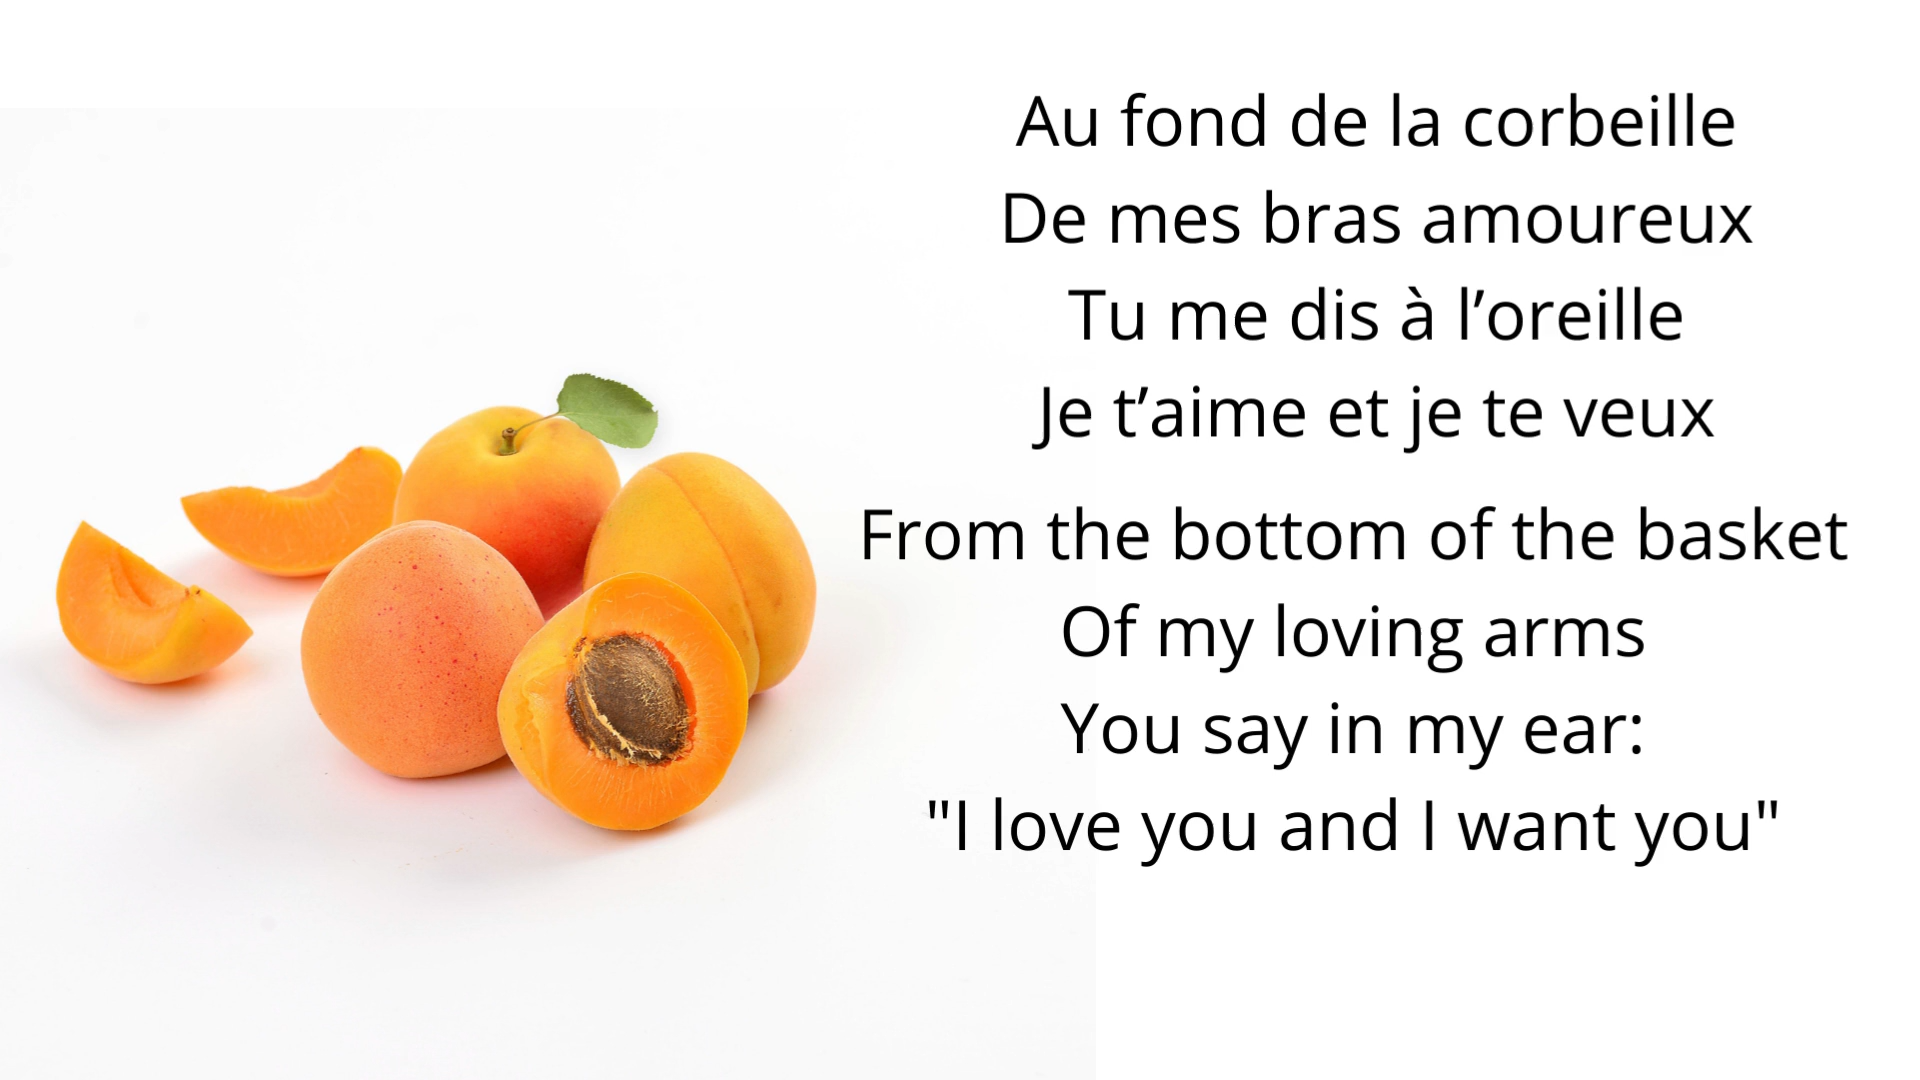 Au fond de la corbeille
De mes bras amoureux
Tu me dis à l’oreille
Je t’aime et je te veux
From the bottom of the basket
Of my loving arms
You say in my ear:
"I love you and I want you"